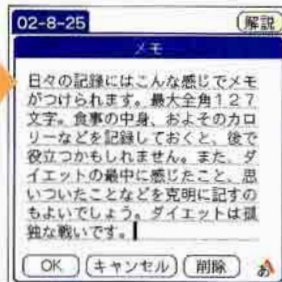 02-8-25
解説
メモ
日々の記録にはこんな感じでメモ
がつけられます。最大全角127
文字。食事の中身、およそのカロ
リーなどを記録しておくと、後で
役立つかもしれません。また、ダ
イエットの最中に感じたこと、思
いついたことなどを克明に記すの
もよいでしょう。ダイエットは孤
独な戦いです。
OK キャンセル 削除 あ